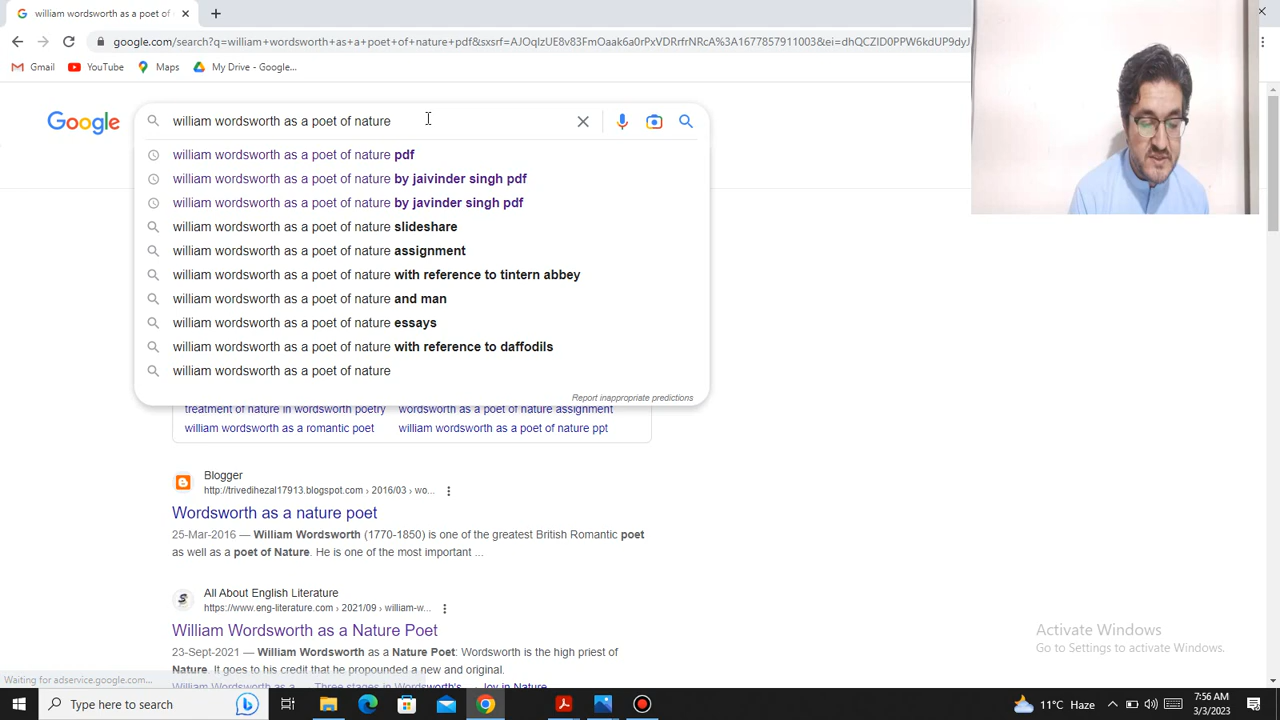 william wordsworth as a poet of
google.com/search?q=william+wordsworth+as+a+poet+of+nature+pdf&sxsrf=AJOqlzUE8v83FmOaak6a0rPxVDRrfrNRcA%3A1677857911003&ei=dhQCZID0PPW6kdUP9dyJ
Gmail YouTube Maps My Drive - Google...
Google
william wordsworth as a poet of nature
william wordsworth as a poet of nature pdf
william wordsworth as a poet of nature by jaivinder singh pdf
william wordsworth as a poet of nature by javinder singh pdf
william wordsworth as a poet of nature slideshare
william wordsworth as a poet of nature assignment
william wordsworth as a poet of nature with reference to tintern abbey
william wordsworth as a poet of nature and man
william wordsworth as a poet of nature essays
william wordsworth as a poet of nature with reference to daffodils
william wordsworth as a poet of nature
Report inappropriate predictions
treatment of nature in wordsworth poetry wordsworth as a poet of nature assignment
william wordsworth as a romantic poet william wordsworth as a poet of nature ppt
Blogger
http://trivedihezal17913.blogspot.com › 2016/03 › wo...
Wordsworth as a nature poet
25-Mar-2016 — William Wordsworth (1770-1850) is one of the greatest British Romantic poet
as well as a poet of Nature. He is one of the most important ...
All About English Literature
https://www.eng-literature.com › 2021/09 › william-w...
William Wordsworth as a Nature Poet
23-Sept-2021 — William Wordsworth as a Nature Poet: Wordsworth is the high priest of
Nature. It goes to his credit that he propounded a new and original.
William Wordsworth as a... Three stages in Wordsworth's... Joy in Nature
Activate Windows
Go to Settings to activate Windows.
Waiting for adservice.google.com...
Type here to search
11°C Haze
7:56 AM
3/3/2023